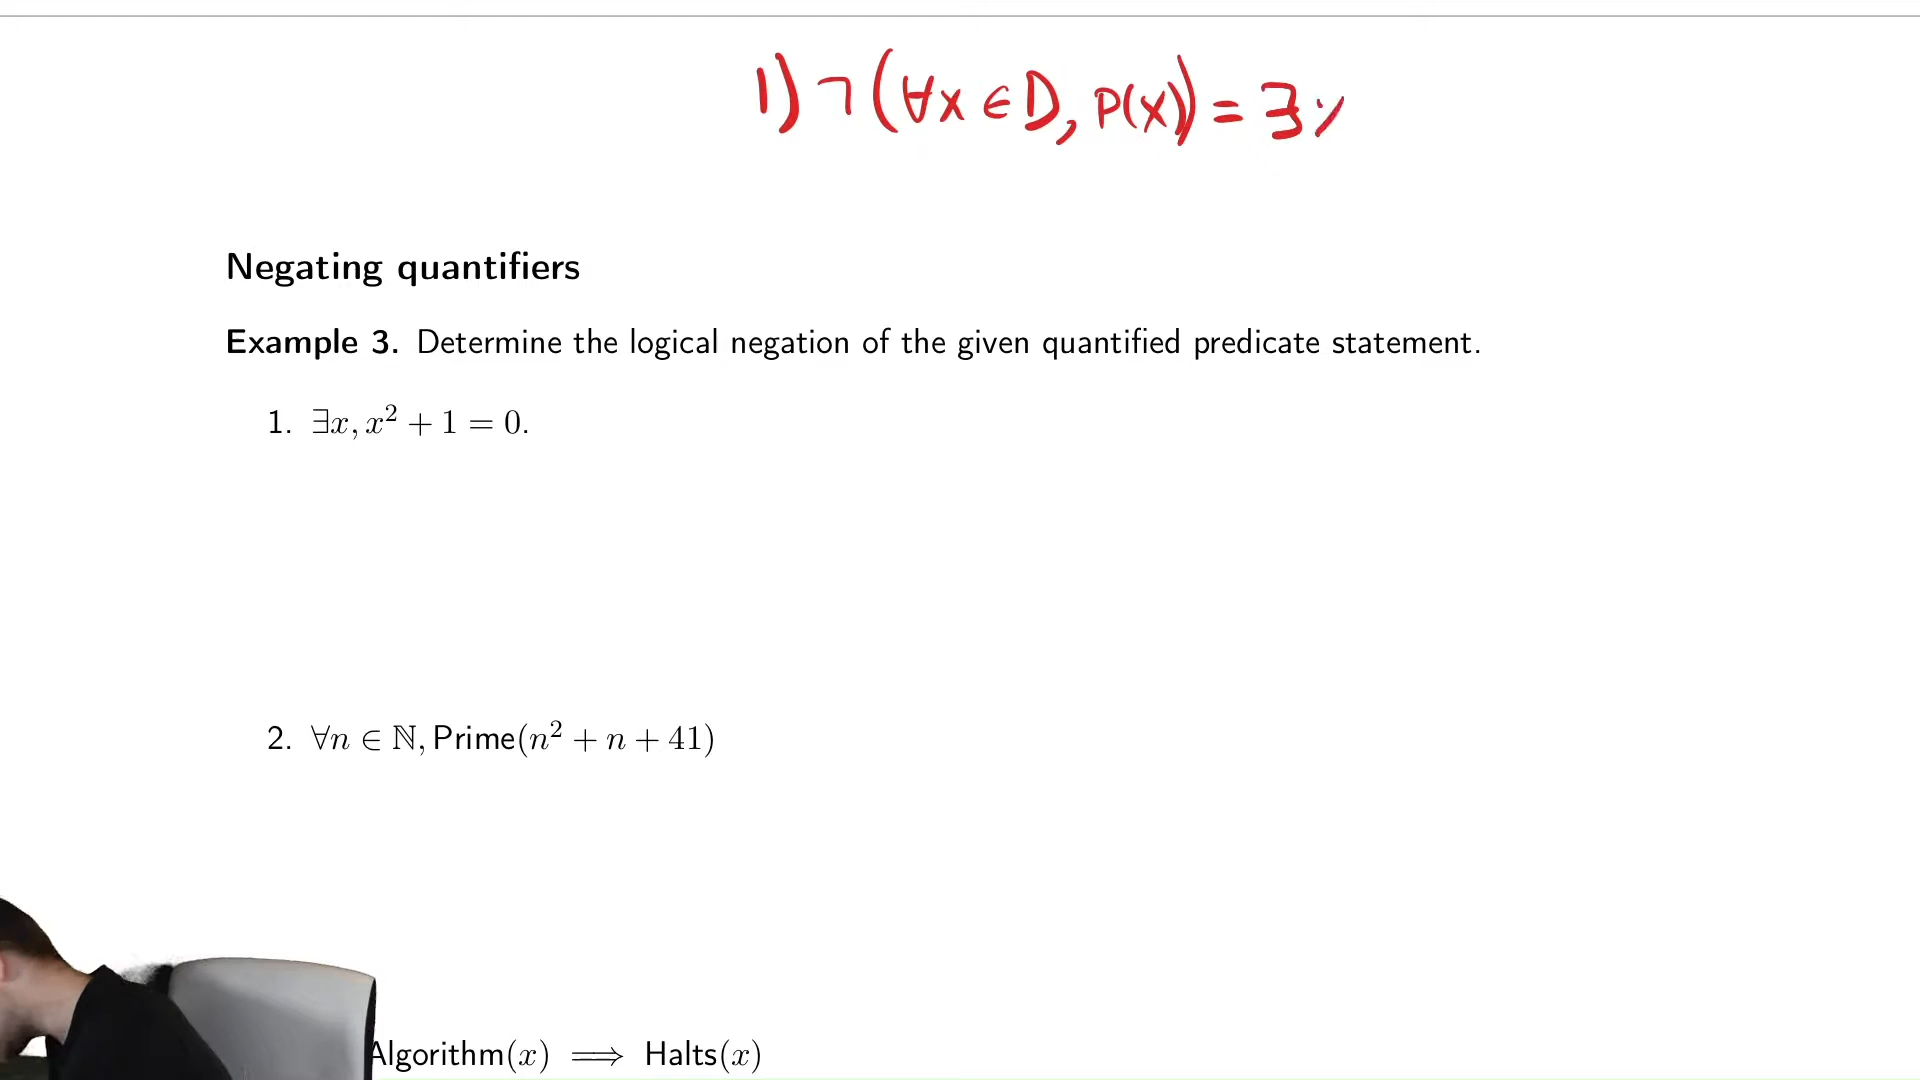 1) ¬(∀x ∈ D, P(x)) = ∃x
Negating quantifiers
Example 3. Determine the logical negation of the given quantified predicate statement.
1. ∃x, x² + 1 = 0.
2. ∀n ∈ ℕ, Prime(n² + n + 41)
Algorithm(x) ⟹ Halts(x)